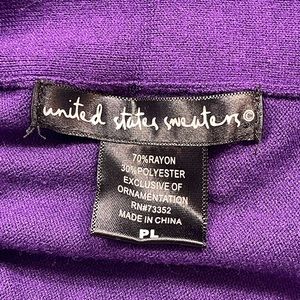 united states sweaters©
70%RAYON
30%POLYESTER
EXCLUSIVE OF
ORNAMENTATION
RN#73352
MADE IN CHINA
PL